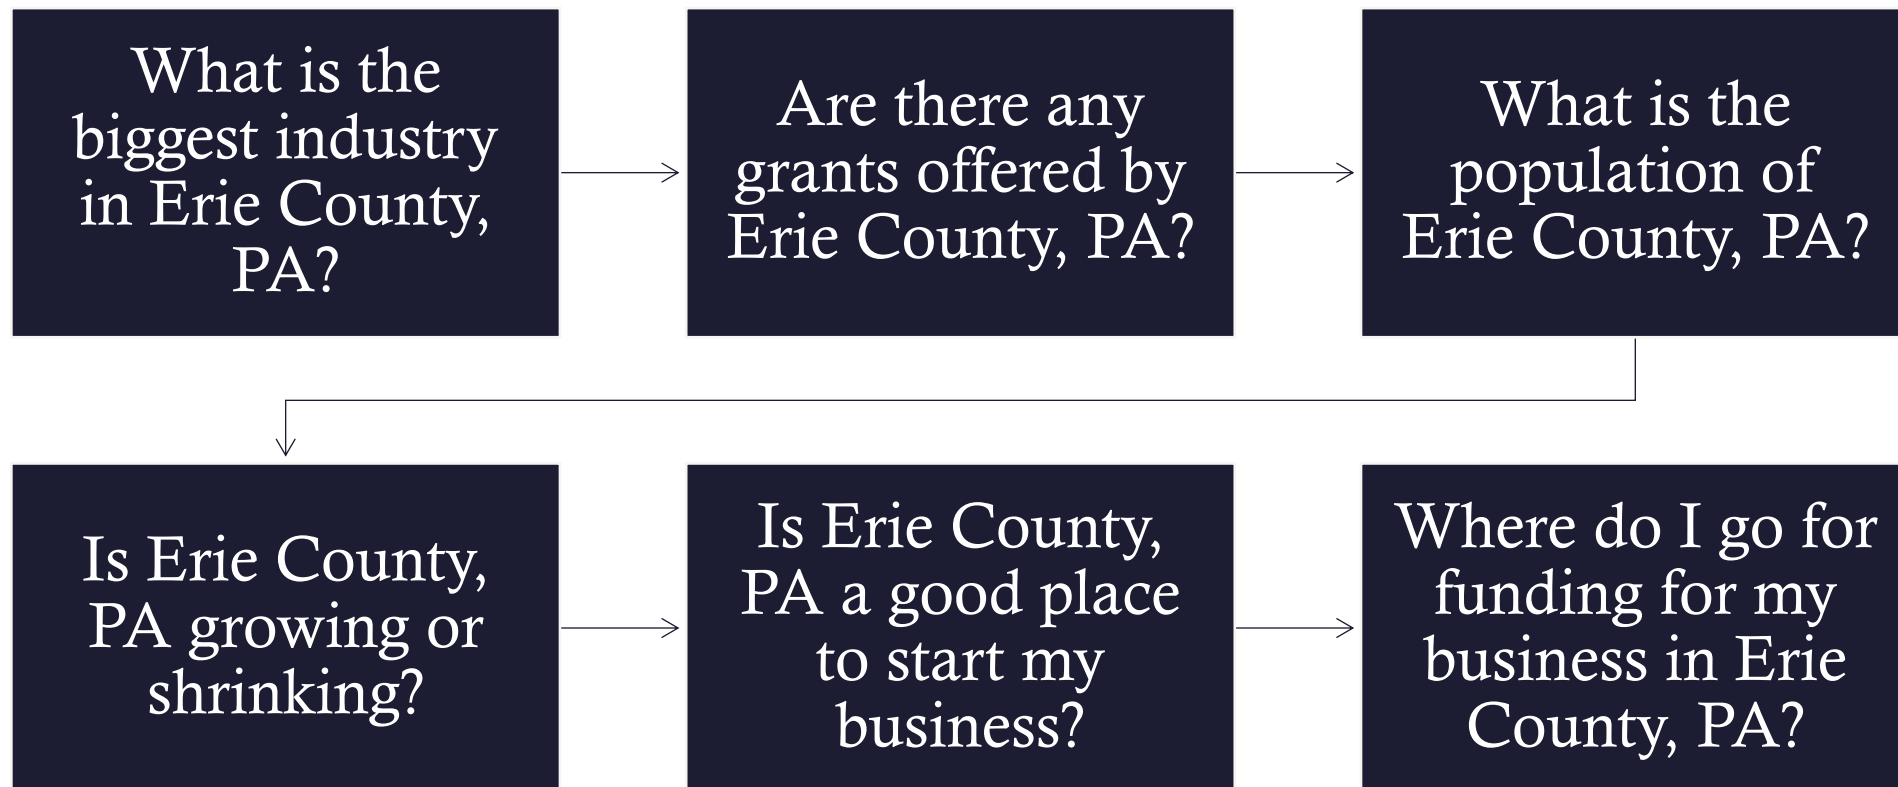 What is the
biggest industry
in Erie County,
PA?
Are there any
grants offered by
Erie County, PA?
What is the
population of
Erie County, PA?
Is Erie County,
PA growing or
shrinking?
Is Erie County,
PA a good place
to start my
business?
Where do I go for
funding for my
business in Erie
County, PA?